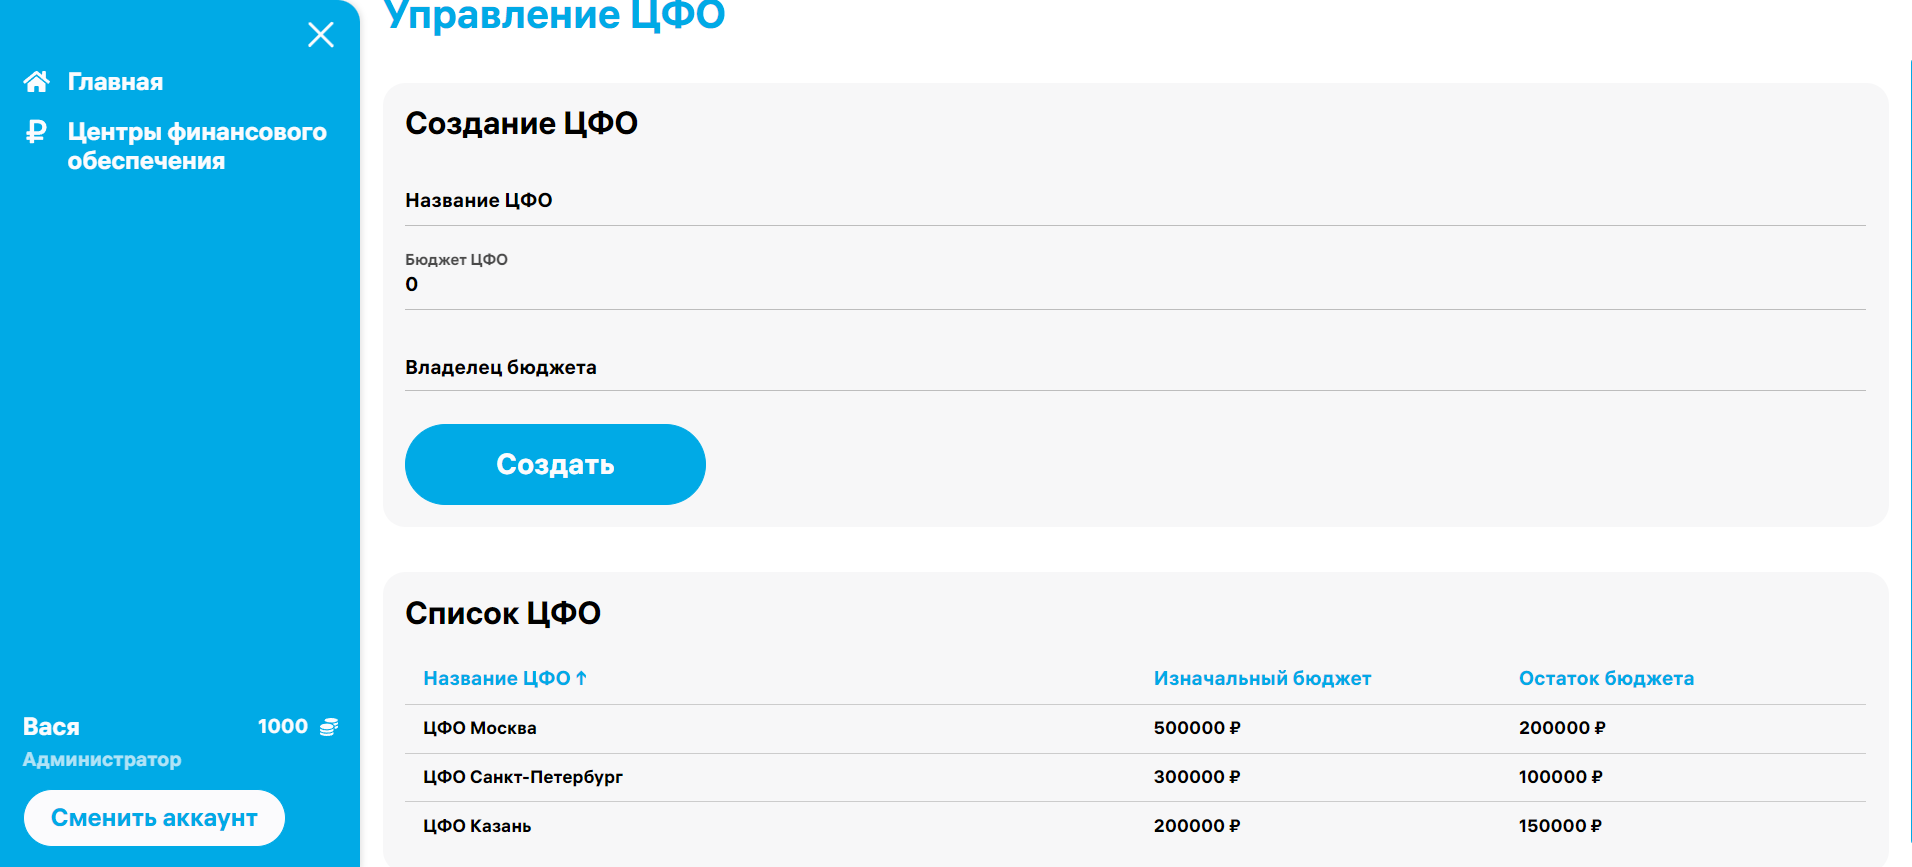 Главная
Центры финансового
обеспечения
Вася 1000
Администратор
Сменить аккаунт
Управление ЦФО
Создание ЦФО
Название ЦФО
Бюджет ЦФО
0
Владелец бюджета
Создать
Список ЦФО
Название ЦФО ↑ Изначальный бюджет Остаток бюджета
ЦФО Москва 500000 ₽ 200000 ₽
ЦФО Санкт-Петербург 300000 ₽ 100000 ₽
ЦФО Казань 200000 ₽ 150000 ₽